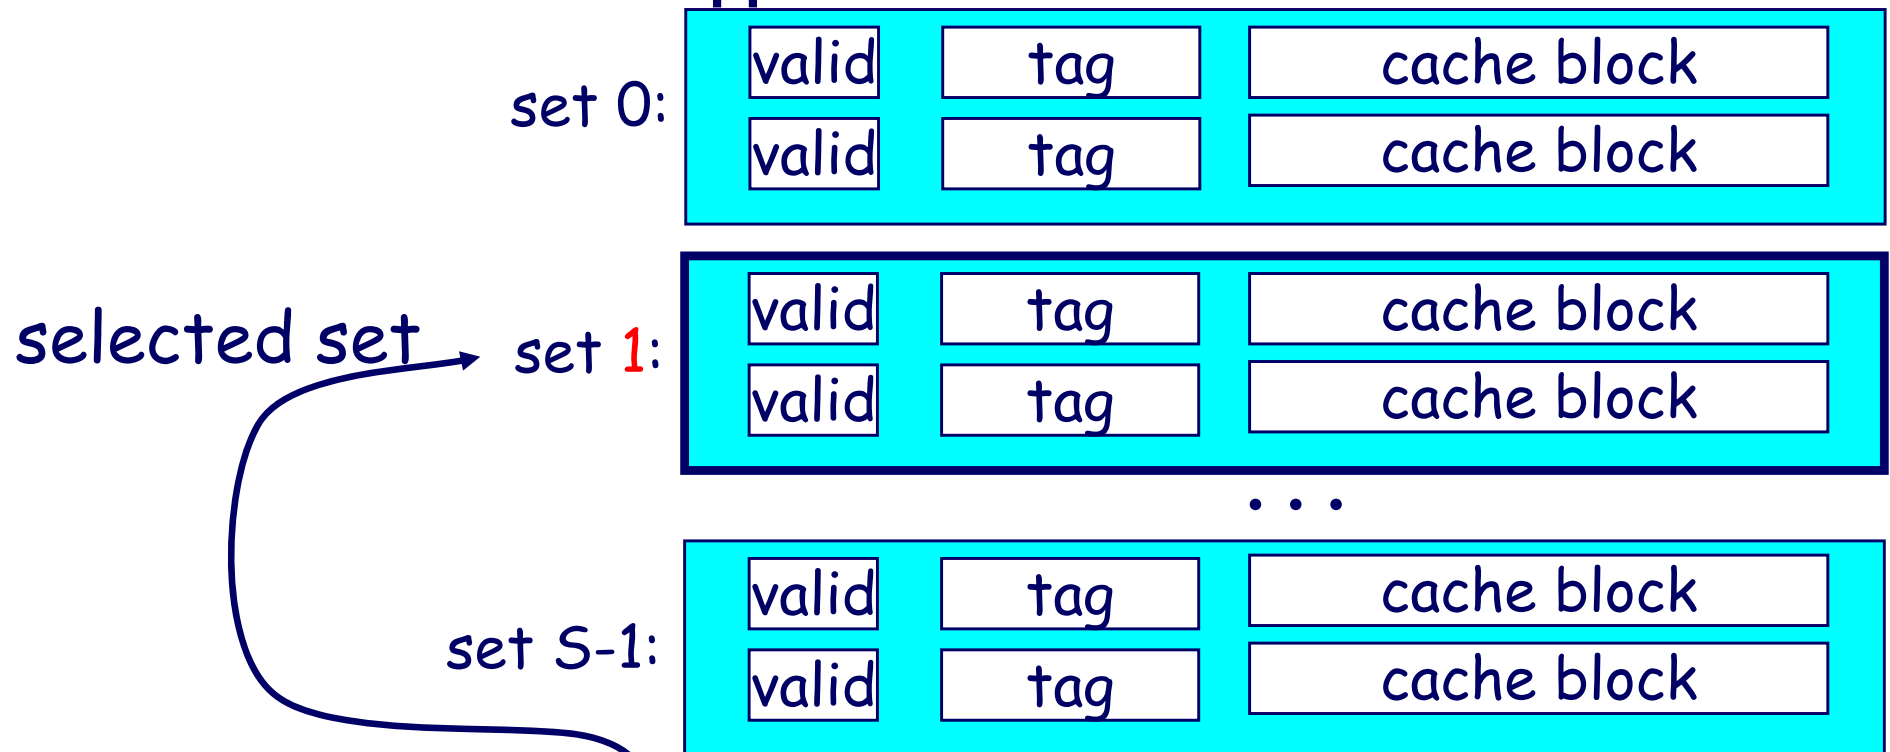 valid tag cache block
set 0:
valid tag cache block
valid tag cache block
selected set set 1:
valid tag cache block
. . .
valid tag cache block
set S-1:
valid tag cache block